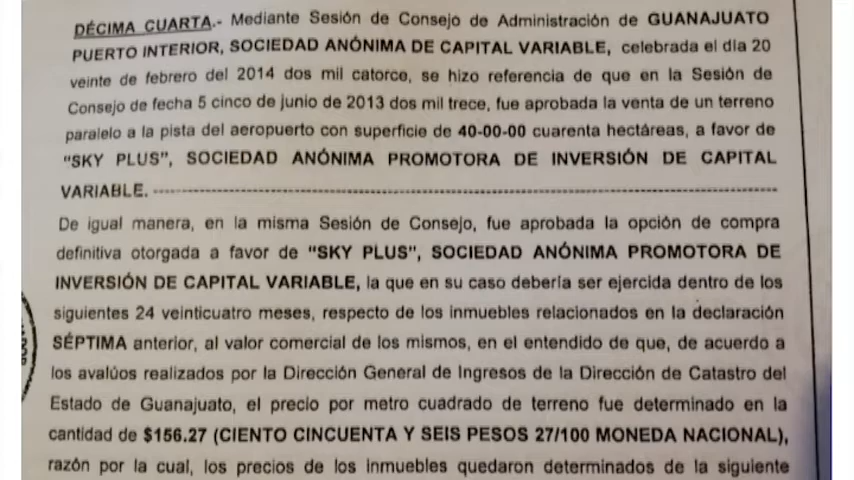 DÉCIMA CUARTA.- Mediante Sesión de Consejo de Administración de GUANAJUATO
PUERTO INTERIOR, SOCIEDAD ANÓNIMA DE CAPITAL VARIABLE, celebrada el día 20
veinte de febrero del 2014 dos mil catorce, se hizo referencia de que en la Sesión de
Consejo de fecha 5 cinco de junio de 2013 dos mil trece, fue aprobada la venta de un terreno
paralelo a la pista del aeropuerto con superficie de 40-00-00 cuarenta hectáreas, a favor de
"SKY PLUS", SOCIEDAD ANÓNIMA PROMOTORA DE INVERSIÓN DE CAPITAL
VARIABLE. ----------------------------------------------------------------
De igual manera, en la misma Sesión de Consejo, fue aprobada la opción de compra
definitiva otorgada a favor de "SKY PLUS", SOCIEDAD ANÓNIMA PROMOTORA DE
INVERSIÓN DE CAPITAL VARIABLE, la que en su caso debería ser ejercida dentro de los
siguientes 24 veinticuatro meses, respecto de los inmuebles relacionados en la declaración
SÉPTIMA anterior, al valor comercial de los mismos, en el entendido de que, de acuerdo a
los avalúos realizados por la Dirección General de Ingresos de la Dirección de Catastro del
Estado de Guanajuato, el precio por metro cuadrado de terreno fue determinado en la
cantidad de $156.27 (CIENTO CINCUENTA Y SEIS PESOS 27/100 MONEDA NACIONAL),
razón por la cual, los precios de los inmuebles quedaron determinados de la siguiente